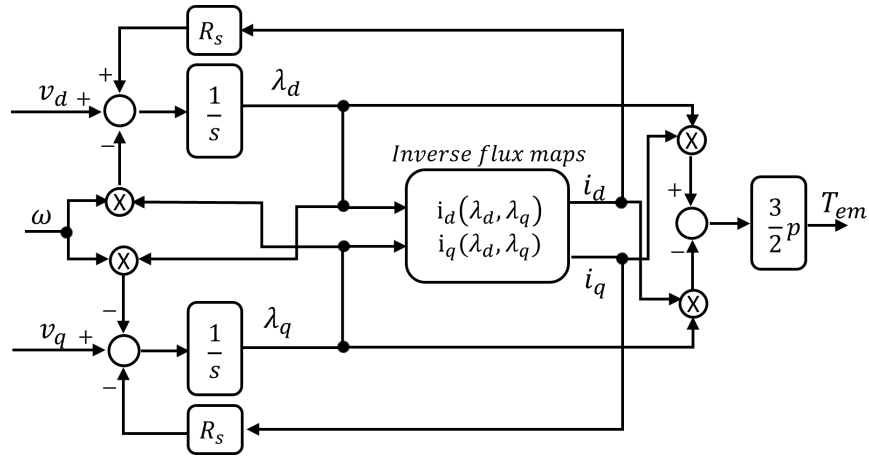 R_s
+
v_d +
1/s
λ_d
−
X
X
Inverse flux maps
i_d(λ_d, λ_q)
i_q(λ_d, λ_q)
i_d
+
−
3/2 p
T_em
ω
X
X
i_q
X
−
v_q +
1/s
λ_q
−
R_s